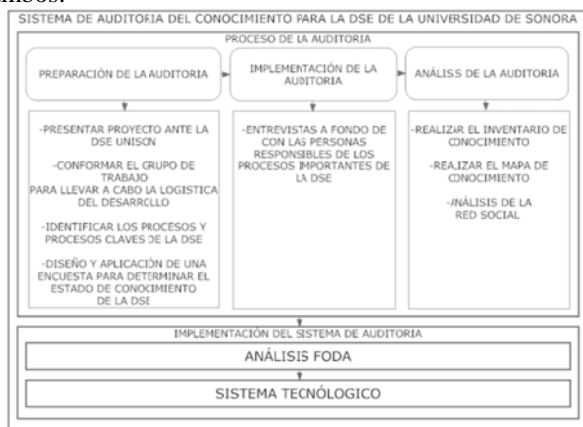 SISTEMA DE AUDITORIA DEL CONOCIMIENTO PARA LA DSE DE LA UNIVERSIDAD DE SONORA
PROCESO DE LA AUDITORIA
PREPARACIÓN DE LA AUDITORIA
IMPLEMENTACIÓN DE LA
AUDITORIA
ANÁLISIS DE LA AUDITORIA
-PRESENTAR PROYECTO ANTE LA
DSE UNISON
-CONFORMAR EL GRUPO DE
TRABAJO
PARA LLEVAR A CABO LA LOGISTICA
DEL DESARROLLO
-IDENTIFICAR LOS PROCESOS Y
PROCESOS CLAVES DE LA DSE
-DISEÑO Y APLICACIÓN DE UNA
ENCUESTA PARA DETERMINAR EL
ESTADO DE CONOCIMIENTO
DE LA DSE
-ENTREVISTAS A FONDO DE
CON LAS PERSONAS
RESPONSIBLES DE LOS
PROCESOS IMPORTANTES DE
LA DSE
-REALIZAR EL INVENTARIO DE
CONOCIMIENTO
-REALIZAR EL MAPA DE
CONOCIMIENTO
-ANÁLISIS DE LA
RED SOCIAL
IMPLEMENTACIÓN DEL SISTEMA DE AUDITORIA
ANÁLISIS FODA
SISTEMA TECNÓLOGICO